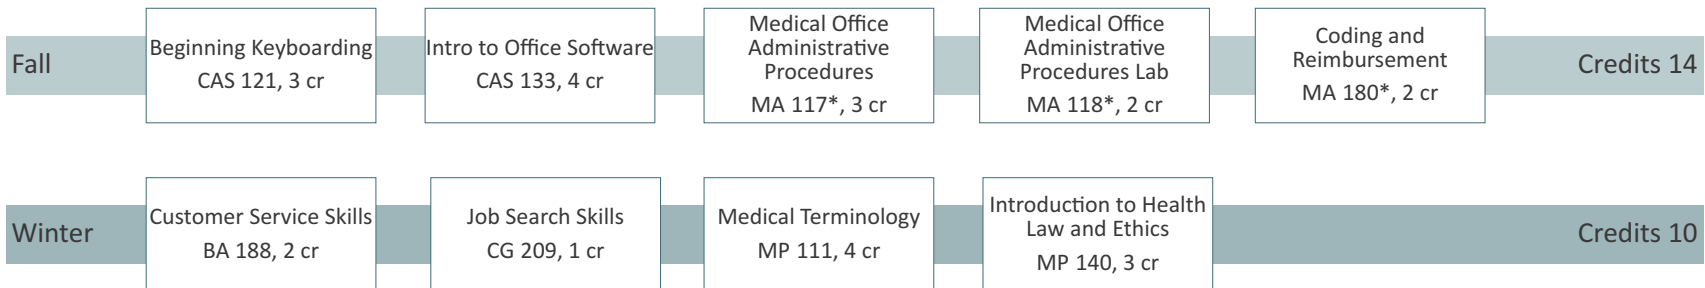 Fall
Beginning Keyboarding
CAS 121, 3 cr
Intro to Office Software
CAS 133, 4 cr
Medical Office
Administrative
Procedures
MA 117*, 3 cr
Medical Office
Administrative
Procedures Lab
MA 118*, 2 cr
Coding and
Reimbursement
MA 180*, 2 cr
Credits 14
Winter
Customer Service Skills
BA 188, 2 cr
Job Search Skills
CG 209, 1 cr
Medical Terminology
MP 111, 4 cr
Introduction to Health
Law and Ethics
MP 140, 3 cr
Credits 10